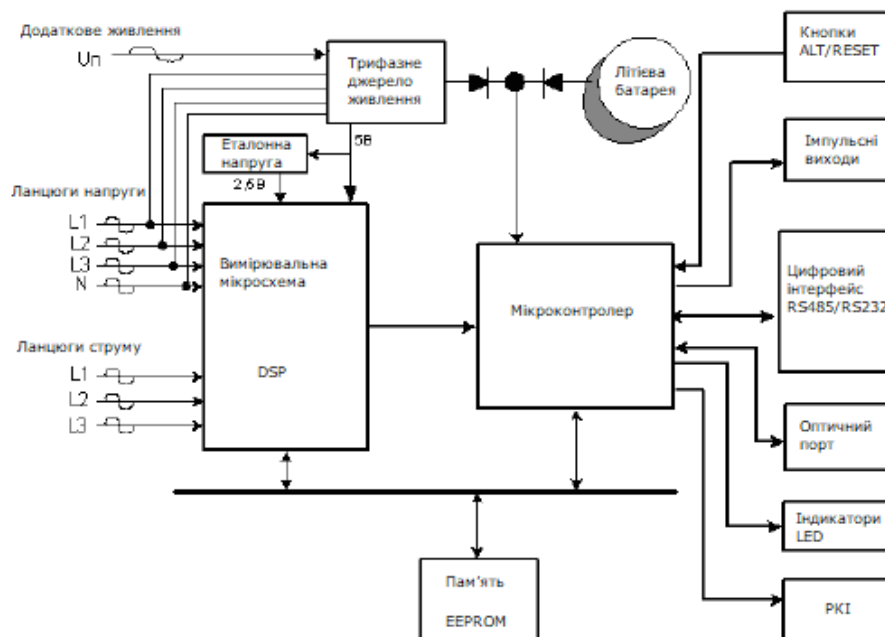 Додаткове живлення
Uп
Трифазне
джерело
живлення
Літієва
батарея
Кнопки
ALT/RESET
Еталонна
напруга
5В
2,5В
Імпульсні
виходи
Ланцюги напруги
L1
L2
L3
N
Вимірювальна
мікросхема
DSP
Мікроконтролер
Цифровий
інтерфейс
RS485/RS232
Ланцюги струму
L1
L2
L3
Оптичний
порт
Індикатори
LED
Пам'ять
EEPROM
РКІ